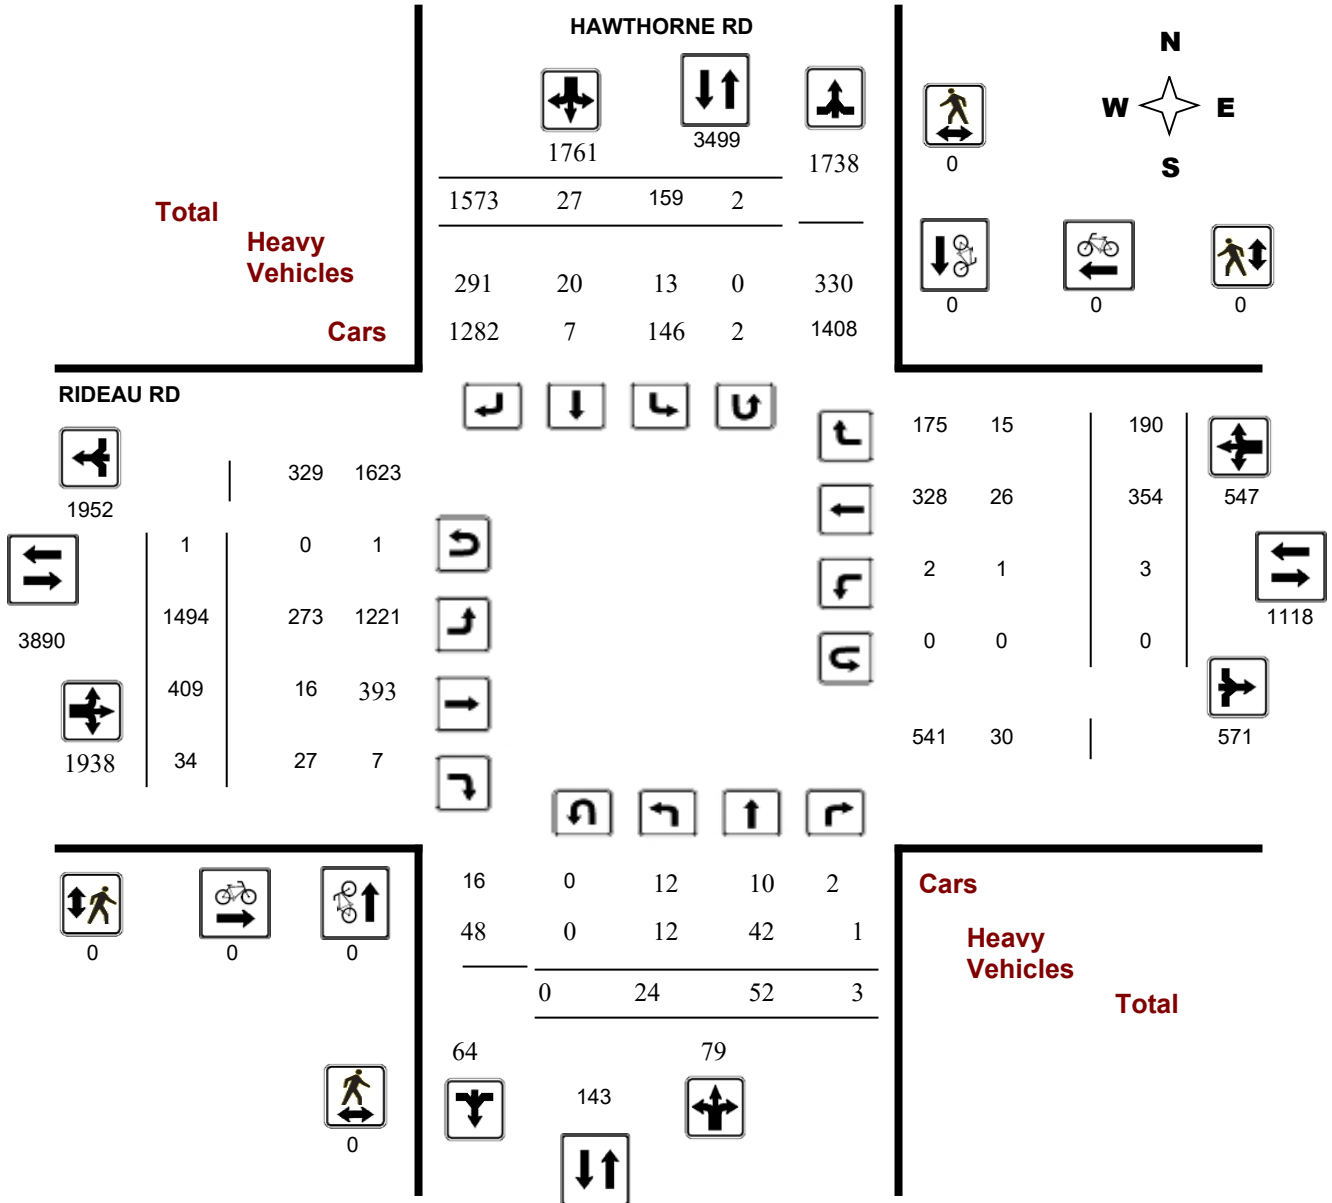 HAWTHORNE RD
N
W E
S
1761 3499 1738 0
1573 27 159 2
Total
Heavy
Vehicles
291 20 13 0 330
0 0 0
Cars
1282 7 146 2 1408
RIDEAU RD
175 15 190
329 1623
1952
328 26 354 547
1 0 1
2 1 3
1494 273 1221
1118
3890
0 0 0
409 16 393
541 30 571
1938 34 27 7
16 0 12 10 2
Cars
48 0 12 42 1
0 0 0
Heavy
Vehicles
0 24 52 3
Total
64 79
143
0